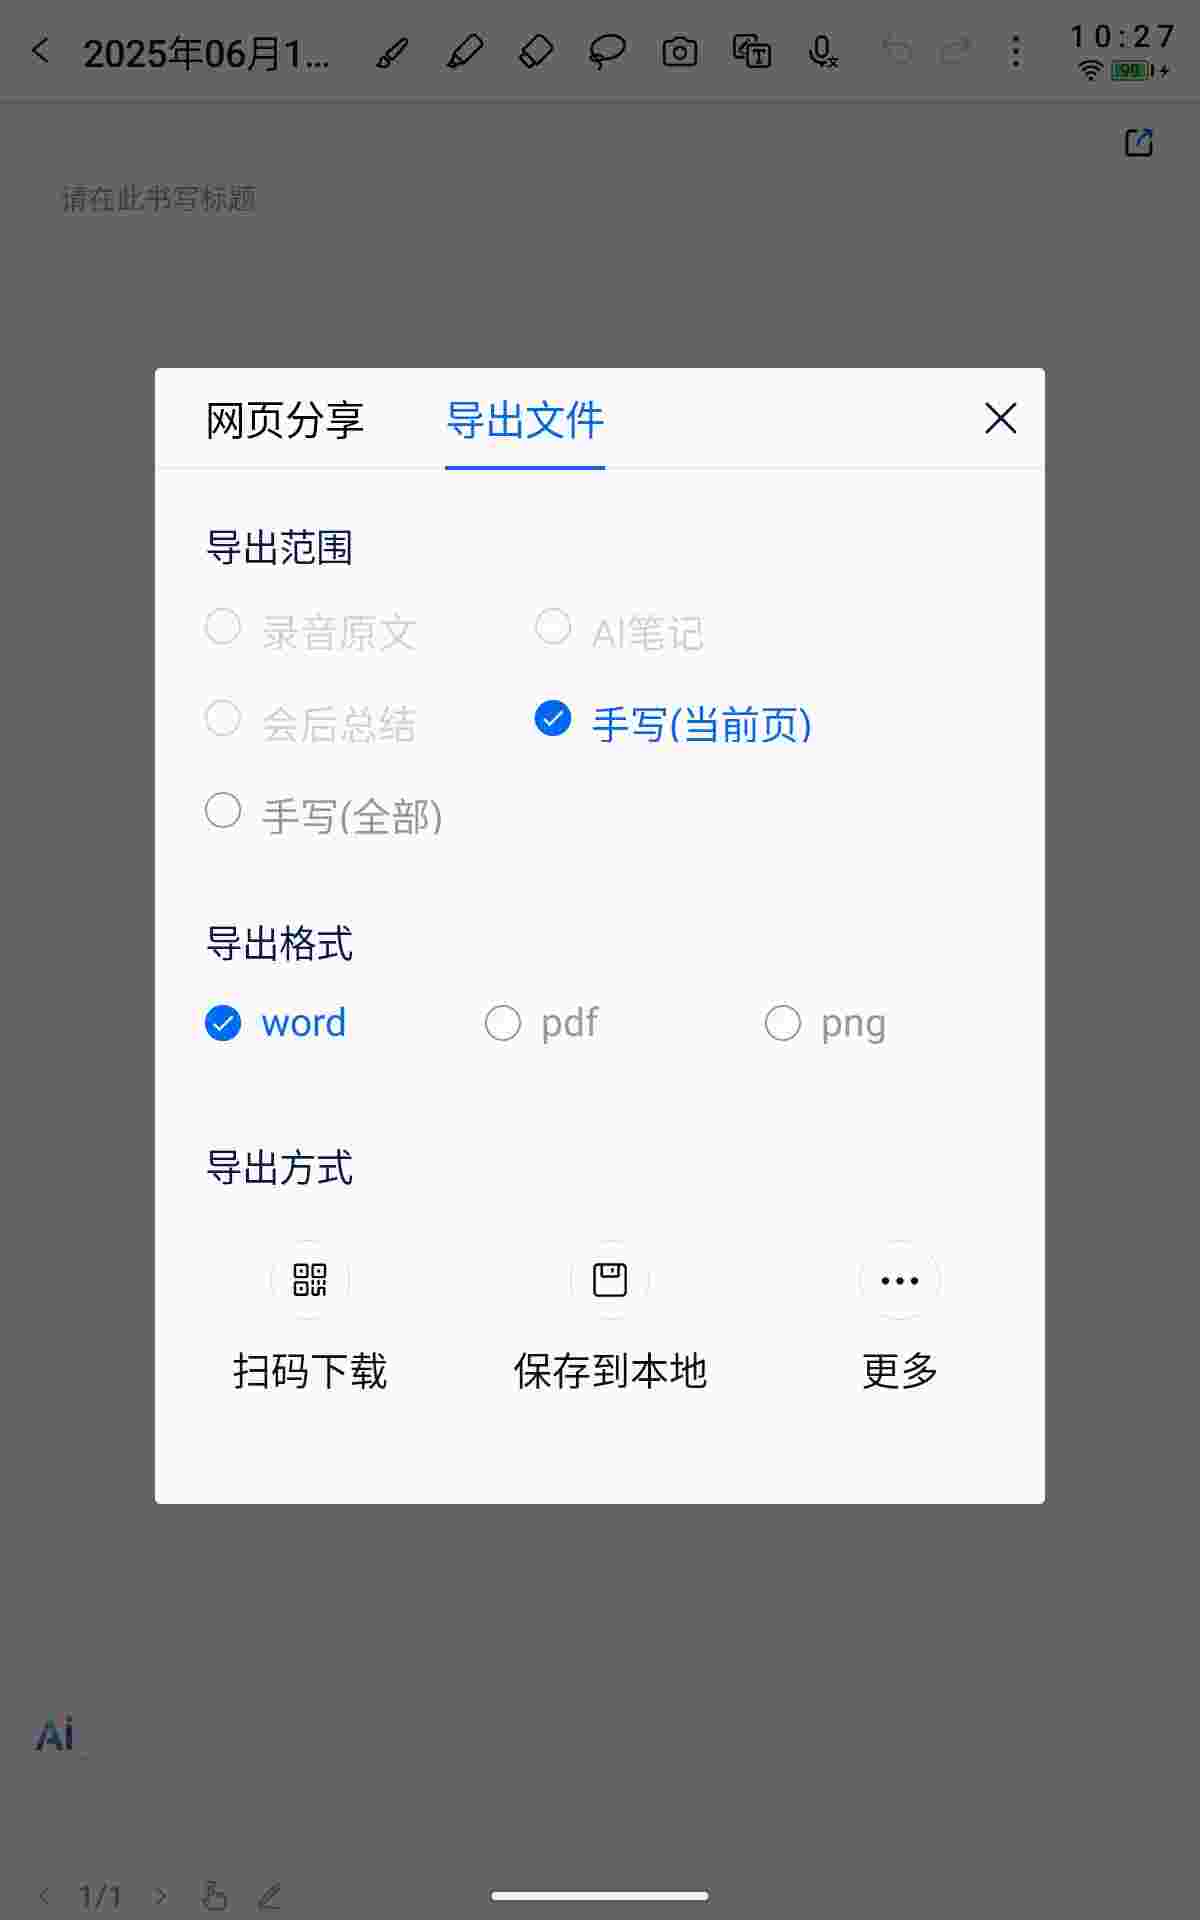 2025年06月1...
10:27
99
请在此书写标题
网页分享 导出文件
导出范围
录音原文 AI笔记
会后总结 手写(当前页)
手写(全部)
导出格式
word pdf png
导出方式
扫码下载 保存到本地 更多
Ai
1/1